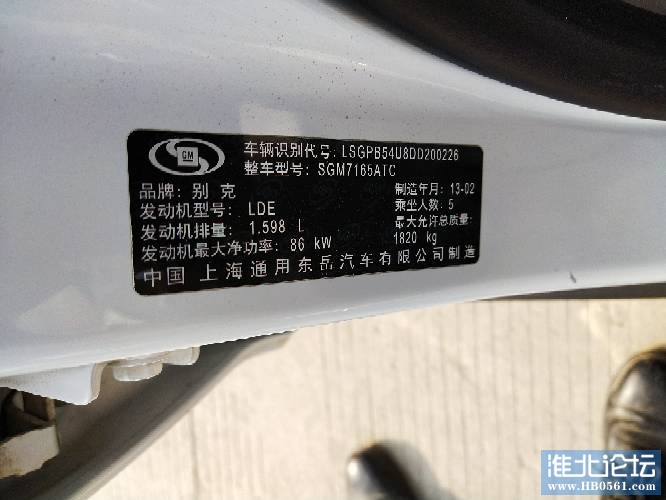 GM
车辆识别代号: LSGPB54U8DD200226
整车型号: SGM7165ATC
品牌: 别克
制造年月: 13-02
发动机型号: LDE
乘坐人数: 5
发动机排量: 1.598 L
最大允许总质量:
1820 kg
发动机最大净功率: 86 kW
中国 上海通用东岳汽车有限公司制造
淮北论坛
www.HB0561.com